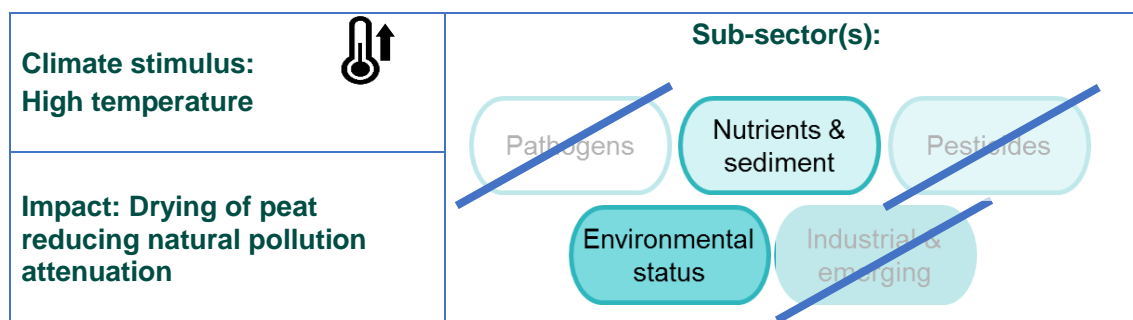 Climate stimulus:
High temperature
Impact: Drying of peat
reducing natural pollution
attenuation
Sub-sector(s):
Pathogens
Nutrients &
sediment
Pesticides
Environmental
status
Industrial &
emerging